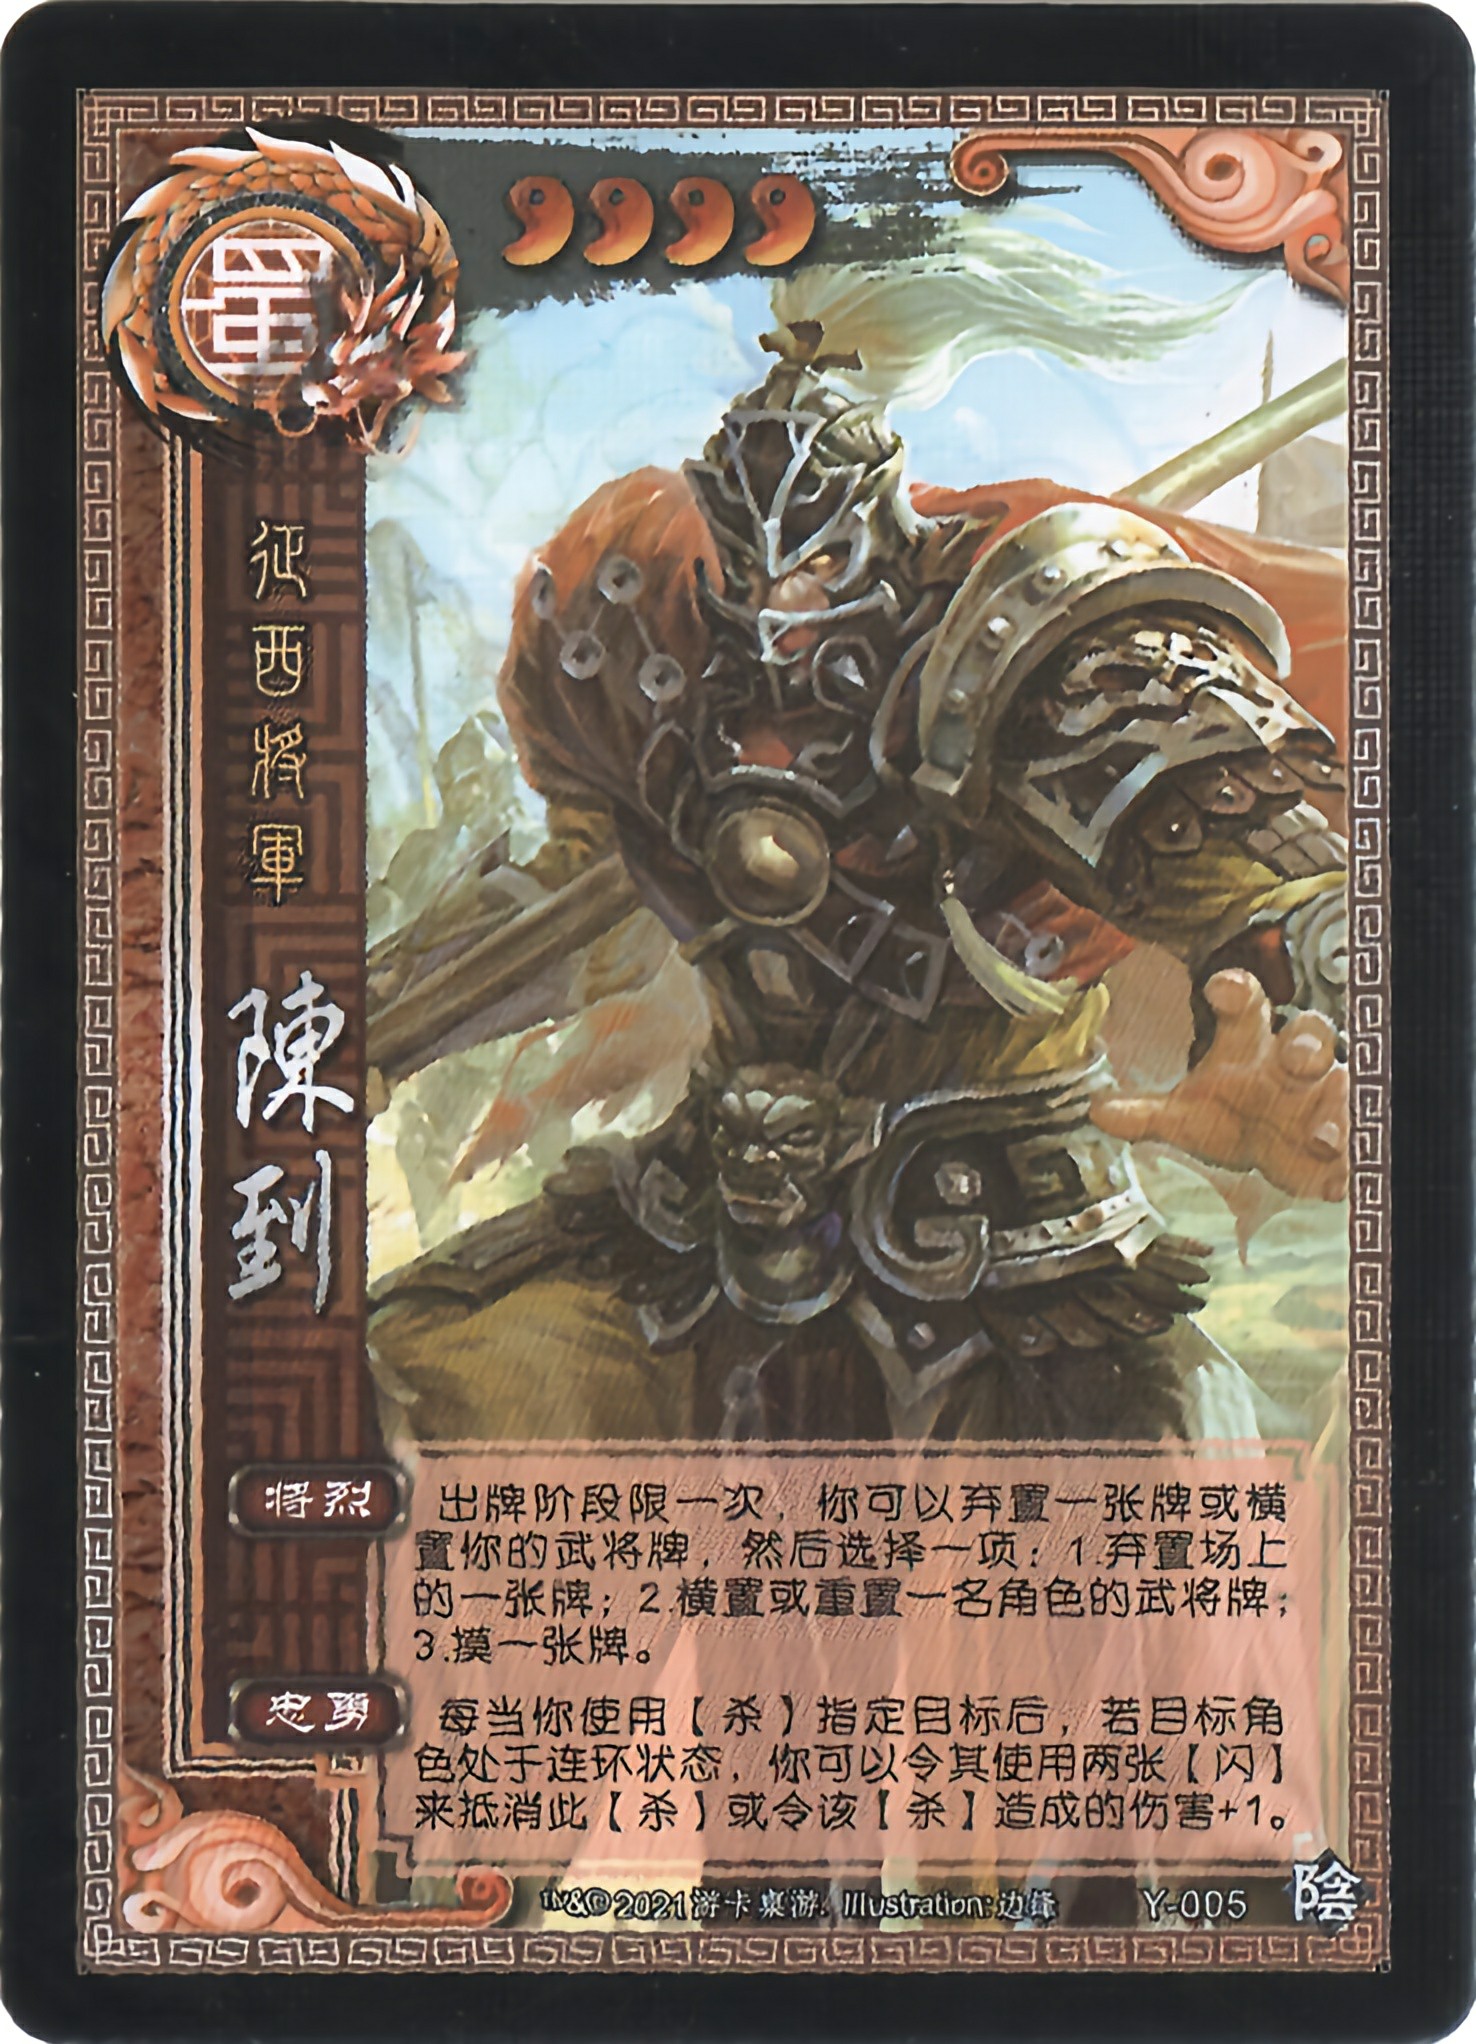 蜀
征西将軍
陳到
将烈
出牌阶段限一次，你可以弃置一张牌或横
置你的武将牌，然后选择一项：1.弃置场上
的一张牌；2.横置或重置一名角色的武将牌；
3.摸一张牌。
忠勇
每当你使用【杀】指定目标后，若目标角
色处于连环状态，你可以令其使用两张【闪】
来抵消此【杀】或令该【杀】造成的伤害+1。
™&©2021游卡桌游. Illustration:边锋 Y-005
陰